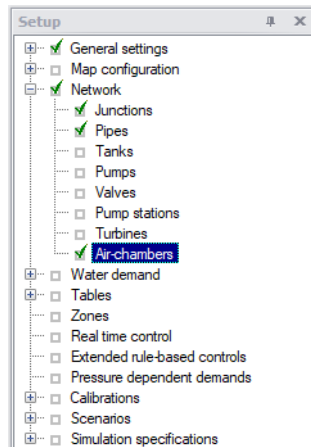 Setup
General settings
Map configuration
Network
Junctions
Pipes
Tanks
Pumps
Valves
Pump stations
Turbines
Air-chambers
Water demand
Tables
Zones
Real time control
Extended rule-based controls
Pressure dependent demands
Calibrations
Scenarios
Simulation specifications